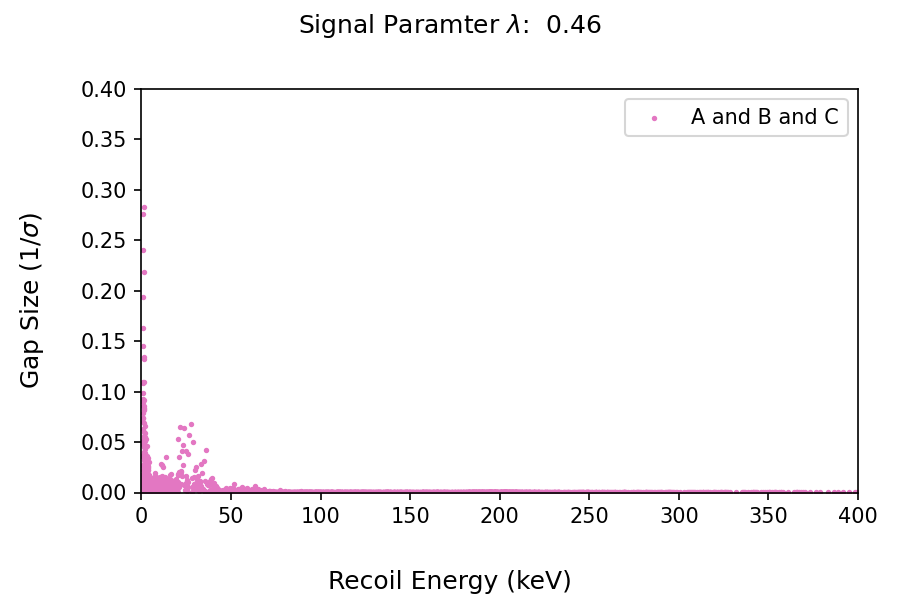 Signal Paramter λ:  0.46
0.40
0.35
0.30
0.25
0.20
0.15
0.10
0.05
0.00
Gap Size (1/σ)
A and B and C
0 50 100 150 200 250 300 350 400
Recoil Energy (keV)